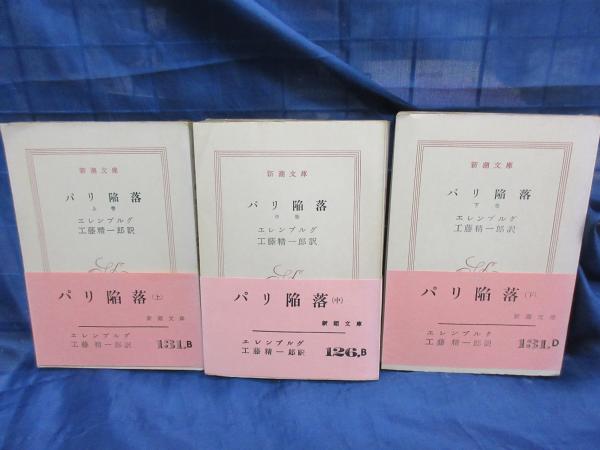 新潮文庫
パリ陥落
上巻
エレンブルグ
工藤精一郎訳
パリ陥落(上)
新潮文庫
エレンブルグ
工藤精一郎訳
131.B
新潮文庫
パリ陥落
中巻
エレンブルグ
工藤精一郎訳
パリ陥落(中)
新潮文庫
エレンブルグ
工藤精一郎訳
126.B
新潮文庫
パリ陥落
下巻
エレンブルグ
工藤精一郎訳
パリ陥落(下)
新潮文庫
エレンブルグ
工藤精一郎訳
131.D